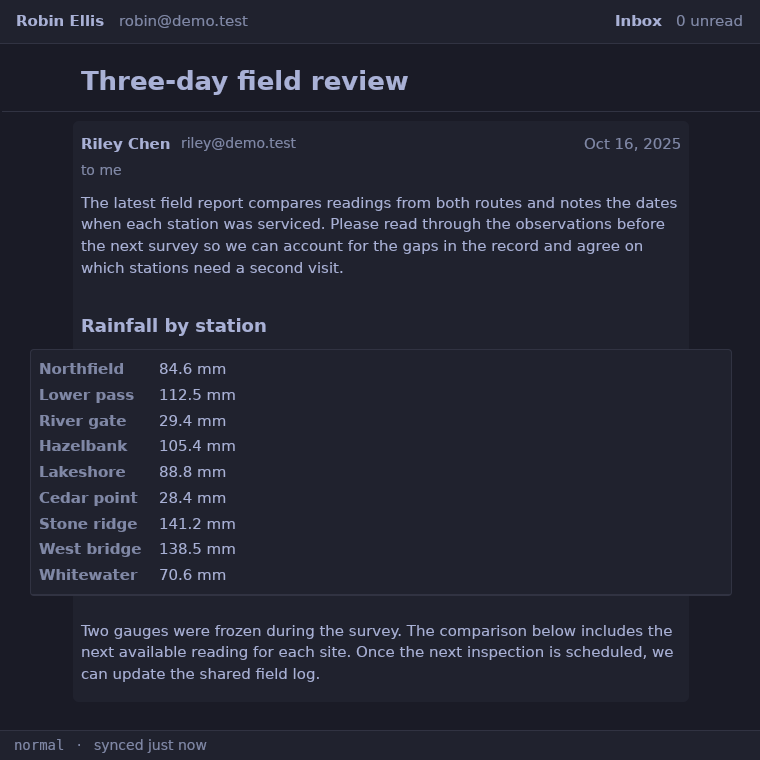 Robin Ellis robin@demo.test Inbox 0 unread
Three-day field review
Riley Chen riley@demo.test Oct 16, 2025
to me
The latest field report compares readings from both routes and notes the dates
when each station was serviced. Please read through the observations before
the next survey so we can account for the gaps in the record and agree on
which stations need a second visit.
Rainfall by station
Northfield 84.6 mm
Lower pass 112.5 mm
River gate 29.4 mm
Hazelbank 105.4 mm
Lakeshore 88.8 mm
Cedar point 28.4 mm
Stone ridge 141.2 mm
West bridge 138.5 mm
Whitewater 70.6 mm
Two gauges were frozen during the survey. The comparison below includes the
next available reading for each site. Once the next inspection is scheduled, we
can update the shared field log.
normal · synced just now